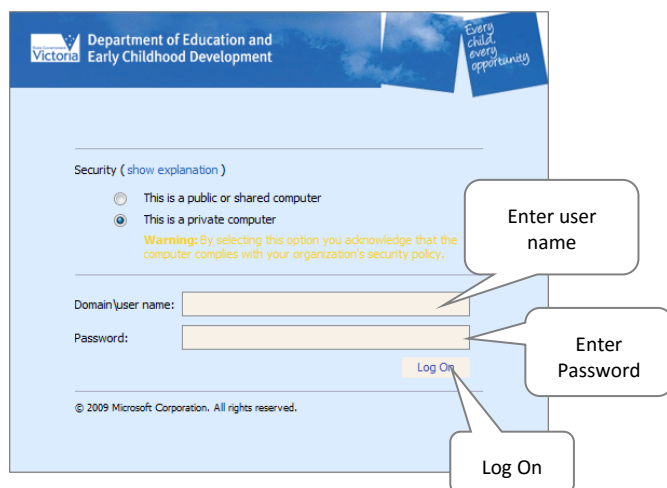 State Government
Victoria
Department of Education and
Early Childhood Development
Every
child,
every
opportunity
Security ( show explanation )
This is a public or shared computer
This is a private computer
Warning: By selecting this option you acknowledge that the
computer complies with your organization's security policy.
Enter user
name
Domain\user name:
Password:
Enter
Password
Log On
© 2009 Microsoft Corporation. All rights reserved.
Log On